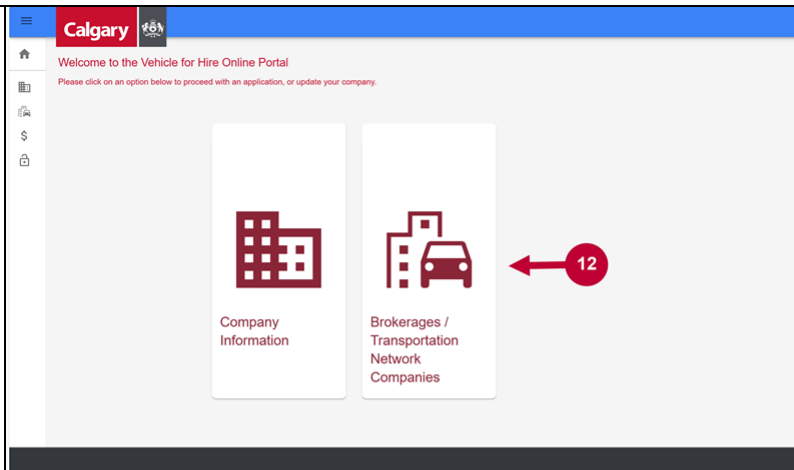 Calgary
Welcome to the Vehicle for Hire Online Portal
Please click on an option below to proceed with an application, or update your company.
$
Company
Information
Brokerages /
Transportation
Network
Companies
12